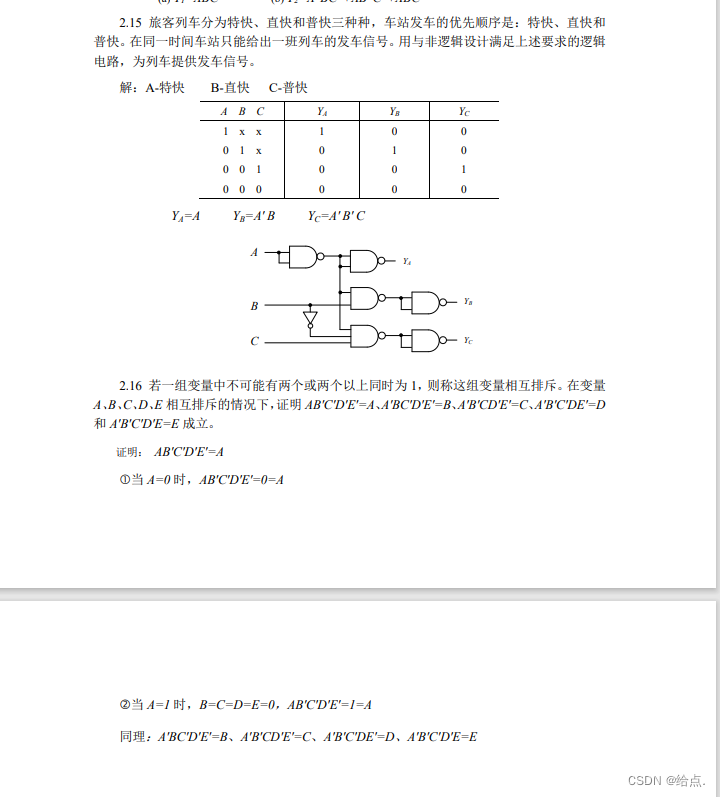 2.15 旅客列车分为特快、直快和普快三种种，车站发车的优先顺序是：特快、直快和
普快。在同一时间车站只能给出一班列车的发车信号。用与非逻辑设计满足上述要求的逻辑
电路，为列车提供发车信号。
解：A-特快 B-直快 C-普快
A B C YA YB YC
1 x x 1 0 0
0 1 x 0 1 0
0 0 1 0 0 1
0 0 0 0 0 0
YA=A YB=A'B YC=A'B'C
A YA
B YB
C YC
2.16 若一组变量中不可能有两个或两个以上同时为 1，则称这组变量相互排斥。在变量
A、B、C、D、E 相互排斥的情况下，证明 AB'C'D'E'=A、A'BC'D'E'=B、A'B'CD'E'=C、A'B'C'DE'=D
和 A'B'C'D'E=E 成立。
证明： AB'C'D'E'=A
①当 A=0 时，AB'C'D'E'=0=A
②当 A=1 时，B=C=D=E=0，AB'C'D'E'=1=A
同理：A'BC'D'E'=B、A'B'CD'E'=C、A'B'C'DE'=D、A'B'C'D'E=E
CSDN @给点.